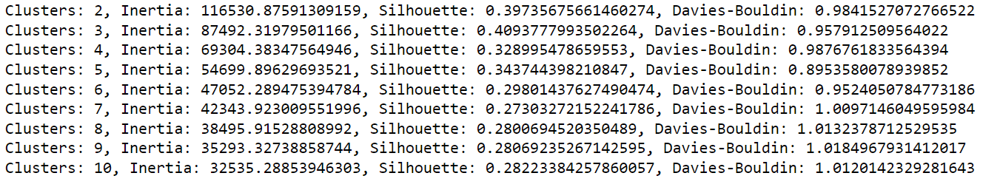 Clusters: 2, Inertia: 116530.87591309159, Silhouette: 0.39735675661460274, Davies-Bouldin: 0.9841527072766522
Clusters: 3, Inertia: 87492.31979501166, Silhouette: 0.4093777993502264, Davies-Bouldin: 0.957912509564022
Clusters: 4, Inertia: 69304.38347564946, Silhouette: 0.328995478659553, Davies-Bouldin: 0.9876761833564394
Clusters: 5, Inertia: 54699.89629693521, Silhouette: 0.343744398210847, Davies-Bouldin: 0.8953580078939852
Clusters: 6, Inertia: 47052.289475394784, Silhouette: 0.29801437627490474, Davies-Bouldin: 0.9524050784773186
Clusters: 7, Inertia: 42343.923009551996, Silhouette: 0.27303272152241786, Davies-Bouldin: 1.0097146049595984
Clusters: 8, Inertia: 38495.91528808992, Silhouette: 0.2800694520350489, Davies-Bouldin: 1.0132378712529535
Clusters: 9, Inertia: 35293.32738858744, Silhouette: 0.28069235267142595, Davies-Bouldin: 1.0184967931412017
Clusters: 10, Inertia: 32535.28853946303, Silhouette: 0.28223384257860057, Davies-Bouldin: 1.0120142329281643